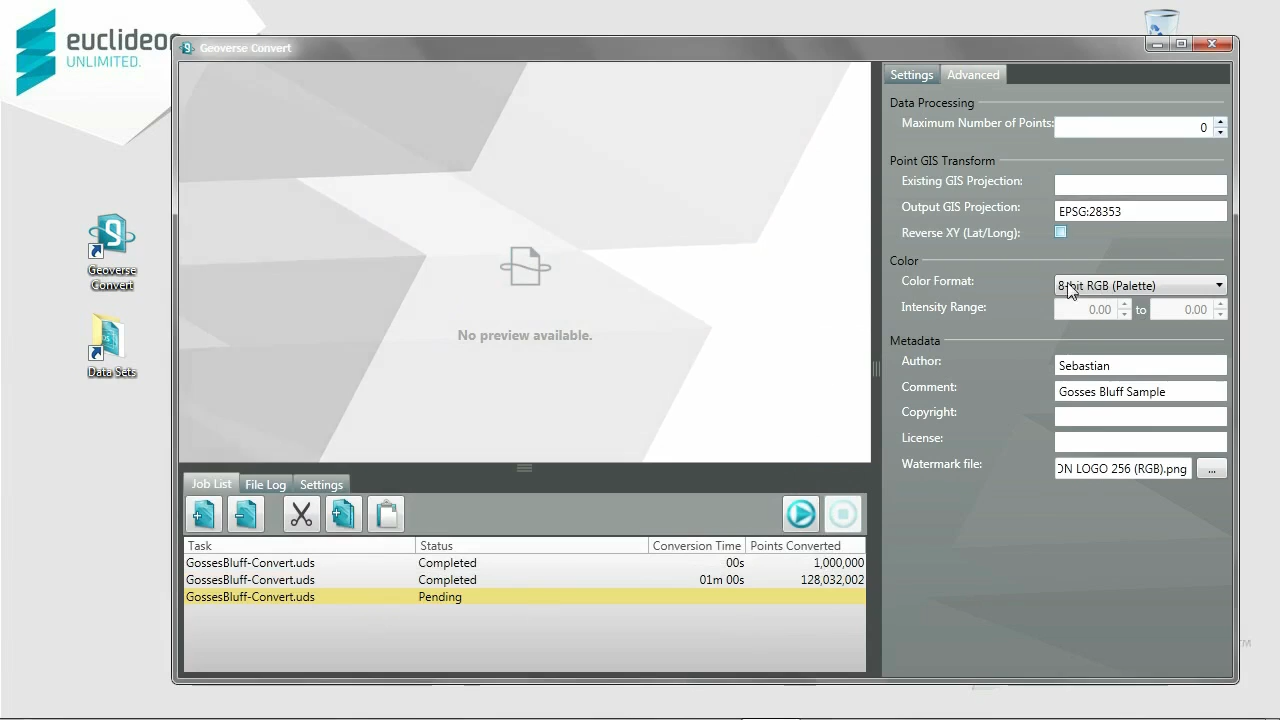 euclideon
UNLIMITED.
Geoverse Convert
Geoverse
Convert
Data Sets
No preview available.
Job List File Log Settings
Task Status Conversion Time Points Converted
GossesBluff-Convert.uds Completed 00s 1,000,000
GossesBluff-Convert.uds Completed 01m 00s 128,032,002
GossesBluff-Convert.uds Pending
Settings Advanced
Data Processing
Maximum Number of Points: 0
Point GIS Transform
Existing GIS Projection:
Output GIS Projection: EPSG:28353
Reverse XY (Lat/Long):
Color
Color Format: 8-bit RGB (Palette)
Intensity Range: 0.00 to 0.00
Metadata
Author: Sebastian
Comment: Gosses Bluff Sample
Copyright:
License:
Watermark file: ON LOGO 256 (RGB).png ...
TM